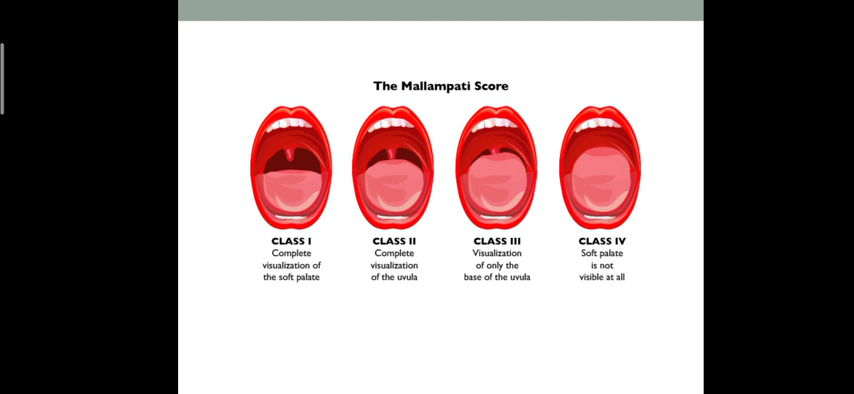 The Mallampati Score
CLASS I
Complete
visualization of
the soft palate
CLASS II
Complete
visualization
of the uvula
CLASS III
Visualization
of only the
base of the uvula
CLASS IV
Soft palate
is not
visible at all